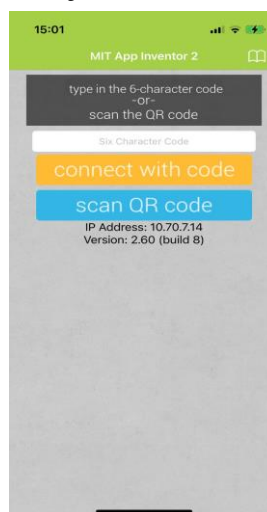 15:01
MIT App Inventor 2
type in the 6-character code
-or-
scan the QR code
Six Character Code
connect with code
scan QR code
IP Address: 10.70.7.14
Version: 2.60 (build 8)